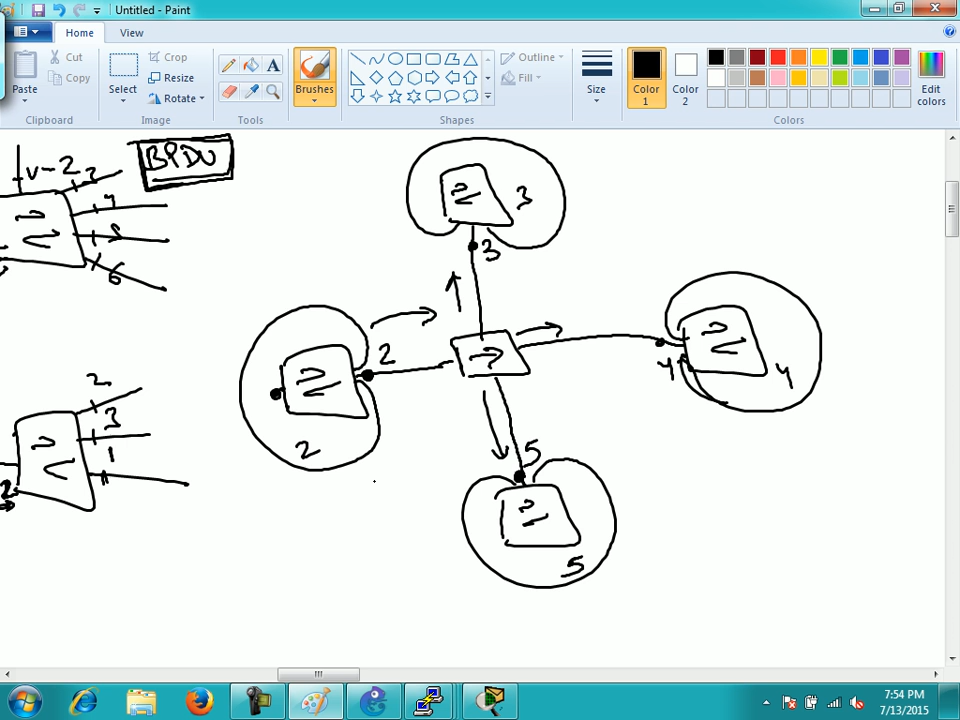 Untitled - Paint
Home
View
Paste
Cut
Copy
Clipboard
Select
Crop
Resize
Rotate
Image
Tools
Brushes
Shapes
Outline
Fill
Size
Color 1
Color 2
Edit colors
Colors
V-2
BPDU
3
4
5
6
3
3
2
2
4
4
5
5
2
3
1
2
7:54 PM
7/13/2015